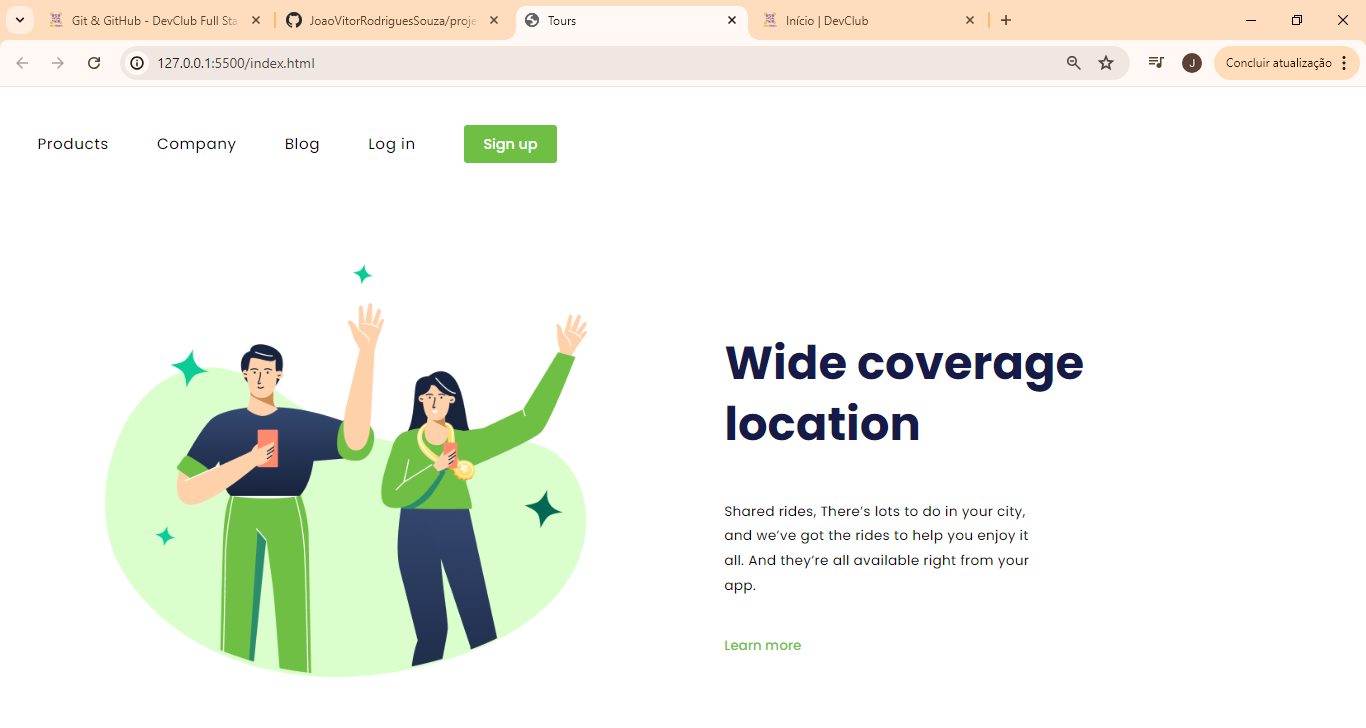 Git & GitHub - DevClub Full Sta
JoaoVitorRodriguesSouza/proje
Tours
Início | DevClub
127.0.0.1:5500/index.html
J
Concluir atualização
Products
Company
Blog
Log in
Sign up
Wide coverage
location
Shared rides, There’s lots to do in your city,
and we’ve got the rides to help you enjoy it
all. And they’re all available right from your
app.
Learn more